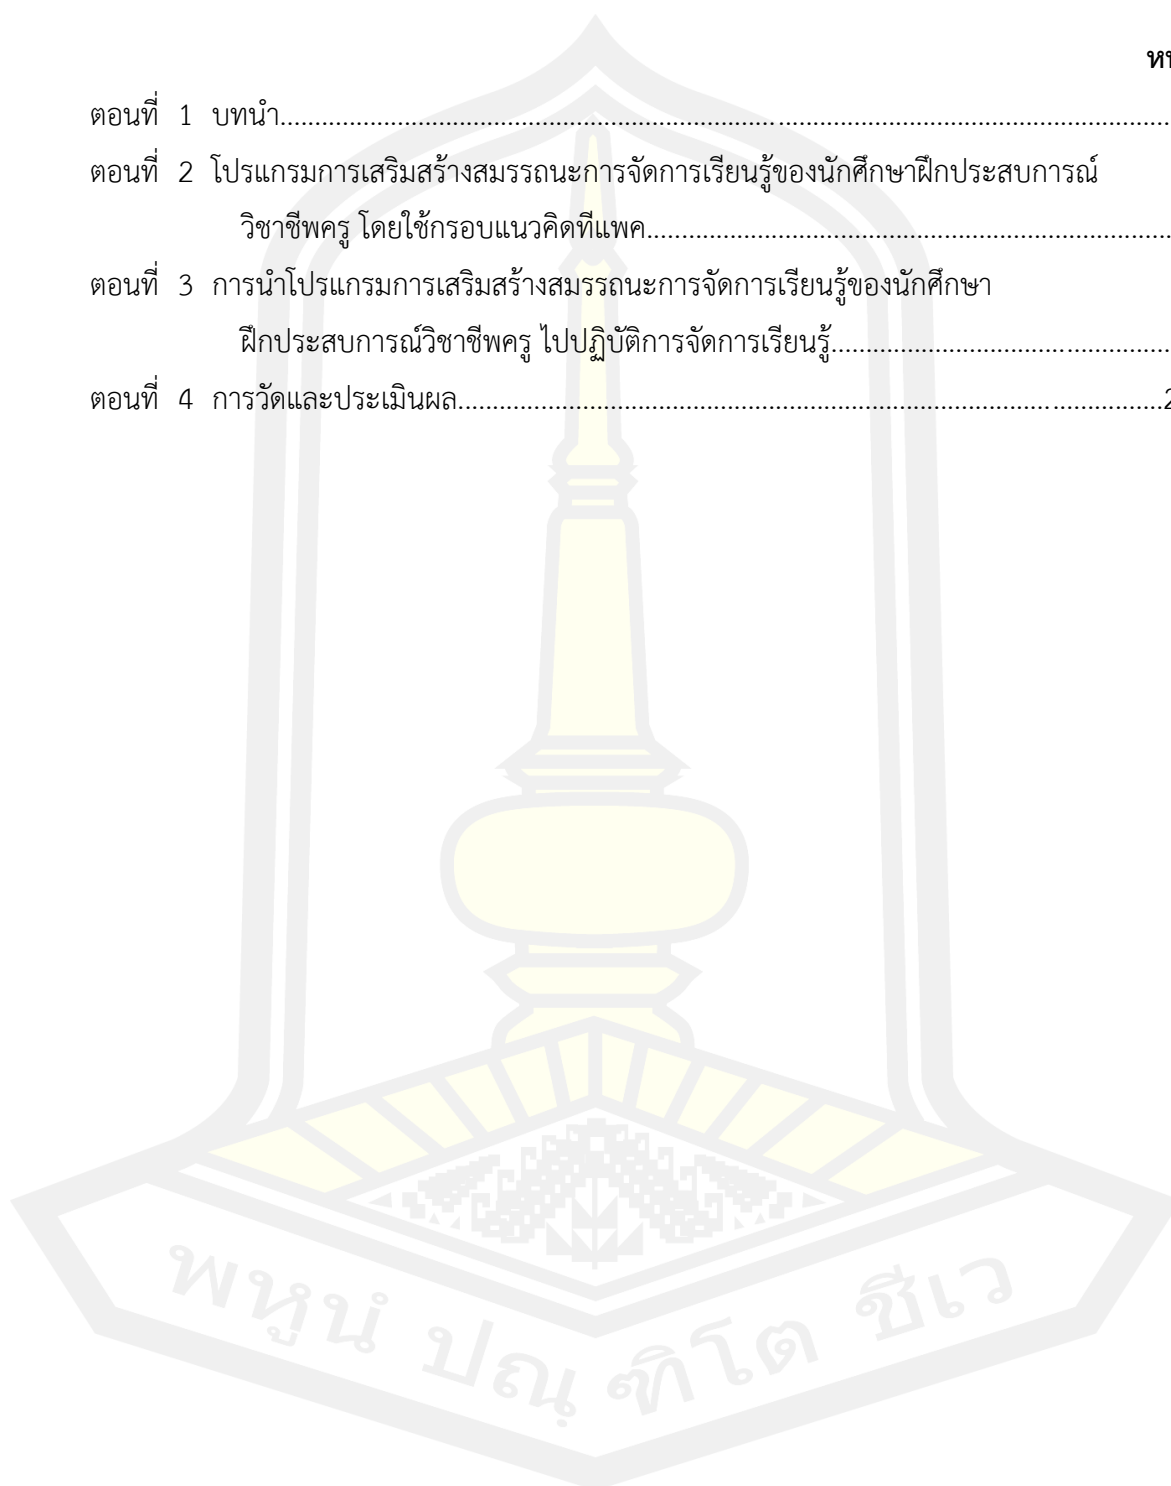 ตอนที่ 1 บทนำ
ตอนที่ 2 โปรแกรมการเสริมสร้างสมรรถนะการจัดการเรียนรู้ของนักศึกษาฝึกประสบการณ์
วิชาชีพครู โดยใช้กรอบแนวคิดทีแพค
ตอนที่ 3 การนำโปรแกรมการเสริมสร้างสมรรถนะการจัดการเรียนรู้ของนักศึกษา
ฝึกประสบการณ์วิชาชีพครู ไปปฏิบัติการจัดการเรียนรู้
ตอนที่ 4 การวัดและประเมินผล
พหูนํ ปณฺ ฑิโต ชีเว